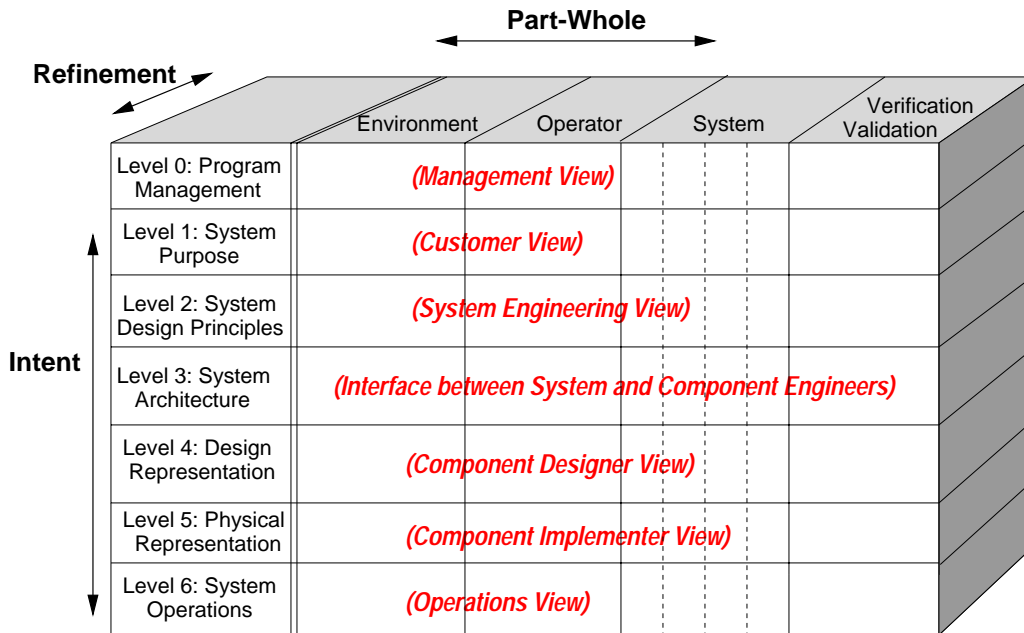 Part-Whole
Refinement
Environment
Operator
System
Verification
Validation
Level 0: Program
Management
(Management View)
Level 1: System
Purpose
(Customer View)
Level 2: System
Design Principles
(System Engineering View)
Intent
Level 3: System
Architecture
(Interface between System and Component Engineers)
Level 4: Design
Representation
(Component Designer View)
Level 5: Physical
Representation
(Component Implementer View)
Level 6: System
Operations
(Operations View)